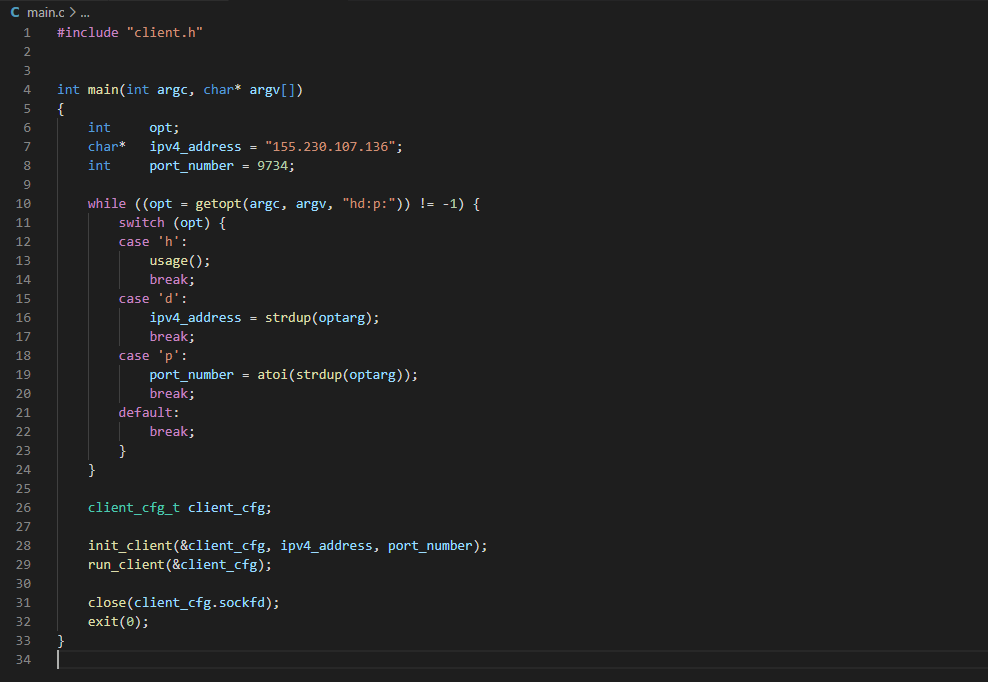 C main.c > ...
1 #include "client.h"
2
3
4 int main(int argc, char* argv[])
5 {
6     int     opt;
7     char*   ipv4_address = "155.230.107.136";
8     int     port_number = 9734;
9
10     while ((opt = getopt(argc, argv, "hd:p:")) != -1) {
11         switch (opt) {
12         case 'h':
13             usage();
14             break;
15         case 'd':
16             ipv4_address = strdup(optarg);
17             break;
18         case 'p':
19             port_number = atoi(strdup(optarg));
20             break;
21         default:
22             break;
23         }
24     }
25
26     client_cfg_t client_cfg;
27
28     init_client(&client_cfg, ipv4_address, port_number);
29     run_client(&client_cfg);
30
31     close(client_cfg.sockfd);
32     exit(0);
33 }
34